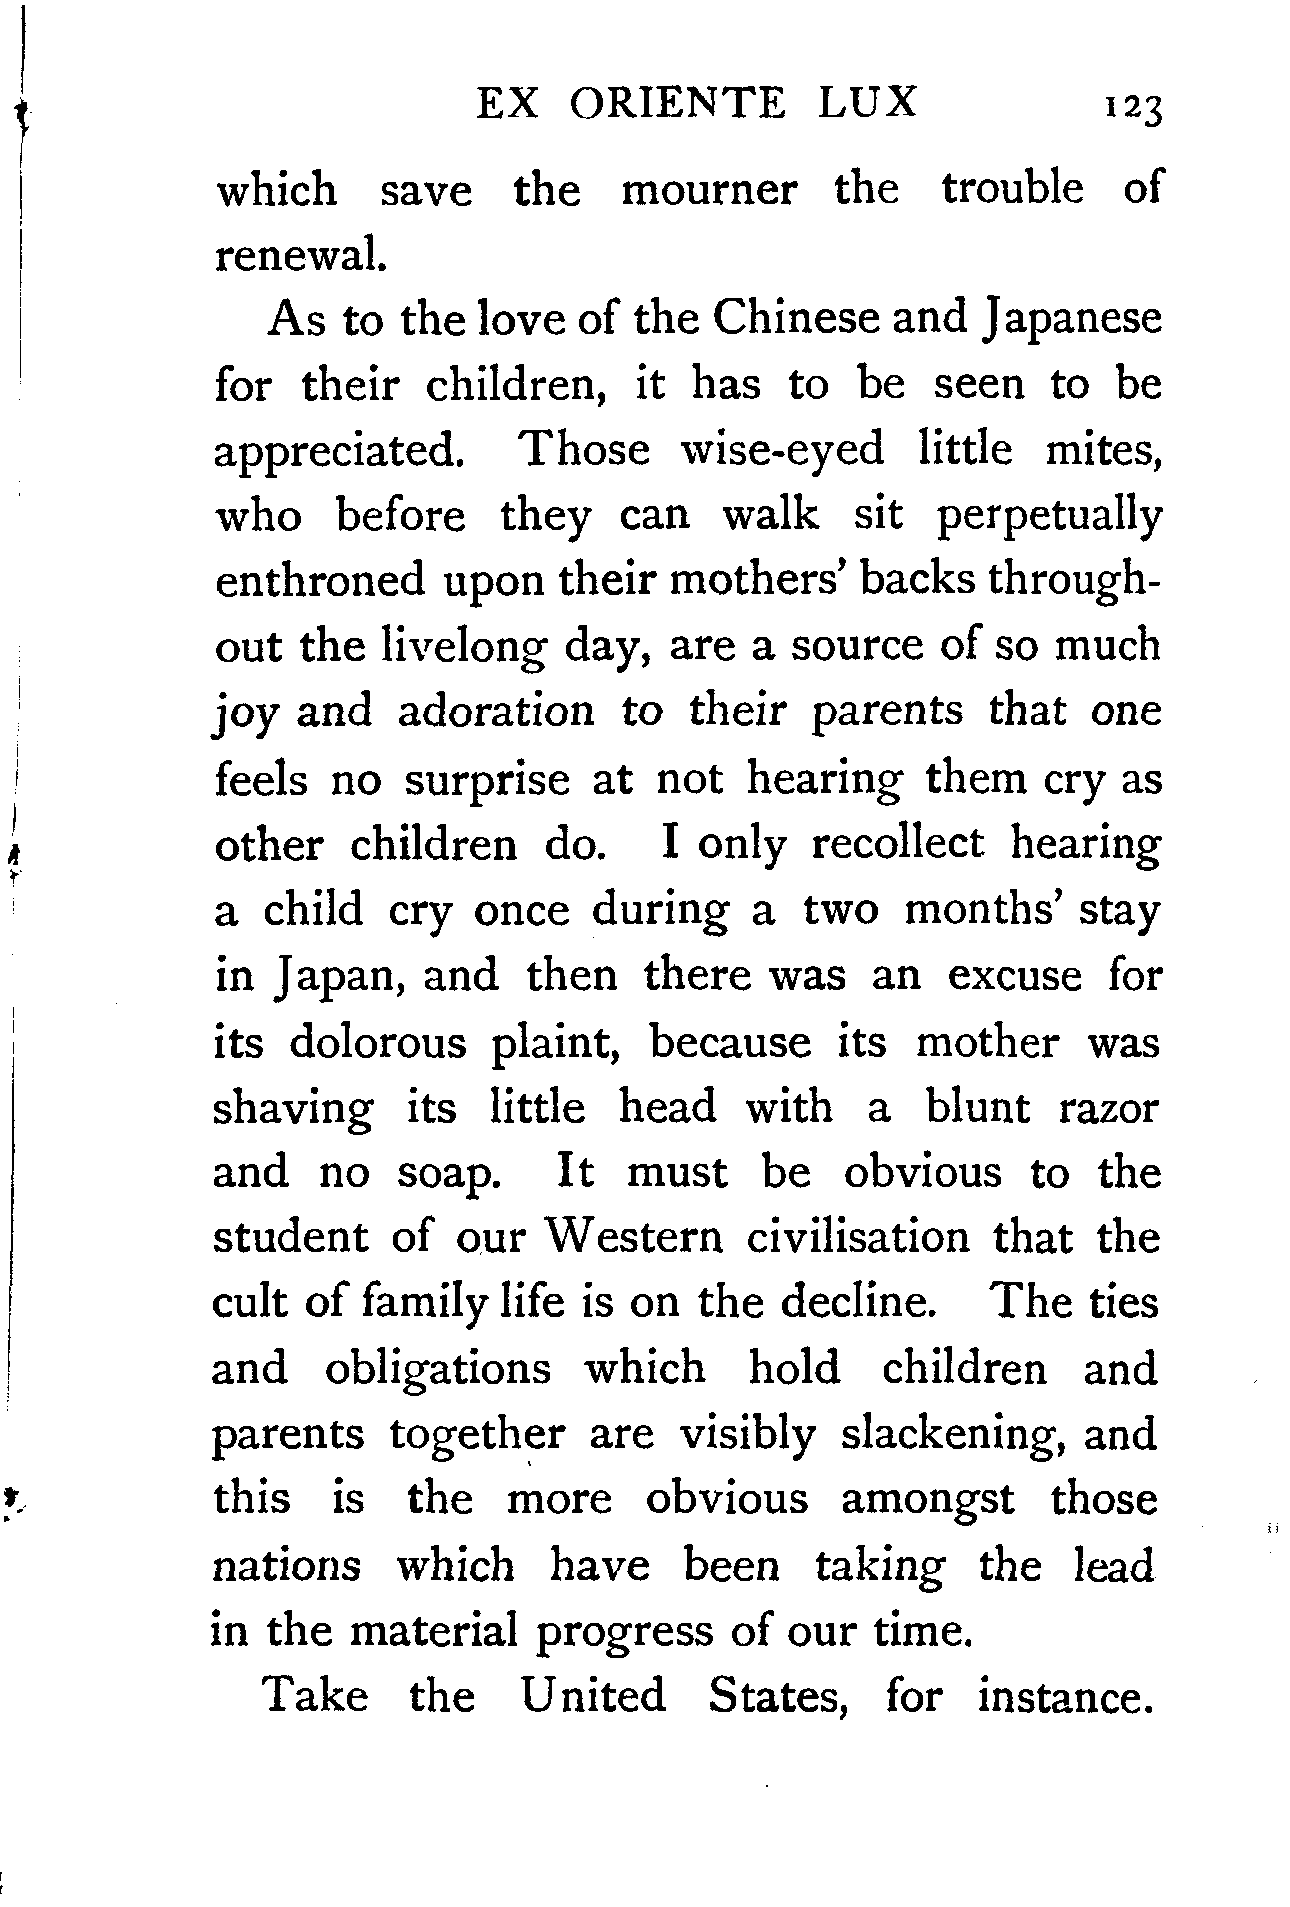 EX ORIENTE LUX 123
which save the mourner the trouble of
renewal.
As to the love of the Chinese and Japanese
for their children, it has to be seen to be
appreciated. Those wise-eyed little mites,
who before they can walk sit perpetually
enthroned upon their mothers' backs through-
out the livelong day, are a source of so much
joy and adoration to their parents that one
feels no surprise at not hearing them cry as
other children do. I only recollect hearing
a child cry once during a two months' stay
in Japan, and then there was an excuse for
its dolorous plaint, because its mother was
shaving its little head with a blunt razor
and no soap. It must be obvious to the
student of our Western civilisation that the
cult of family life is on the decline. The ties
and obligations which hold children and
parents together are visibly slackening, and
this is the more obvious amongst those
nations which have been taking the lead
in the material progress of our time.
Take the United States, for instance.